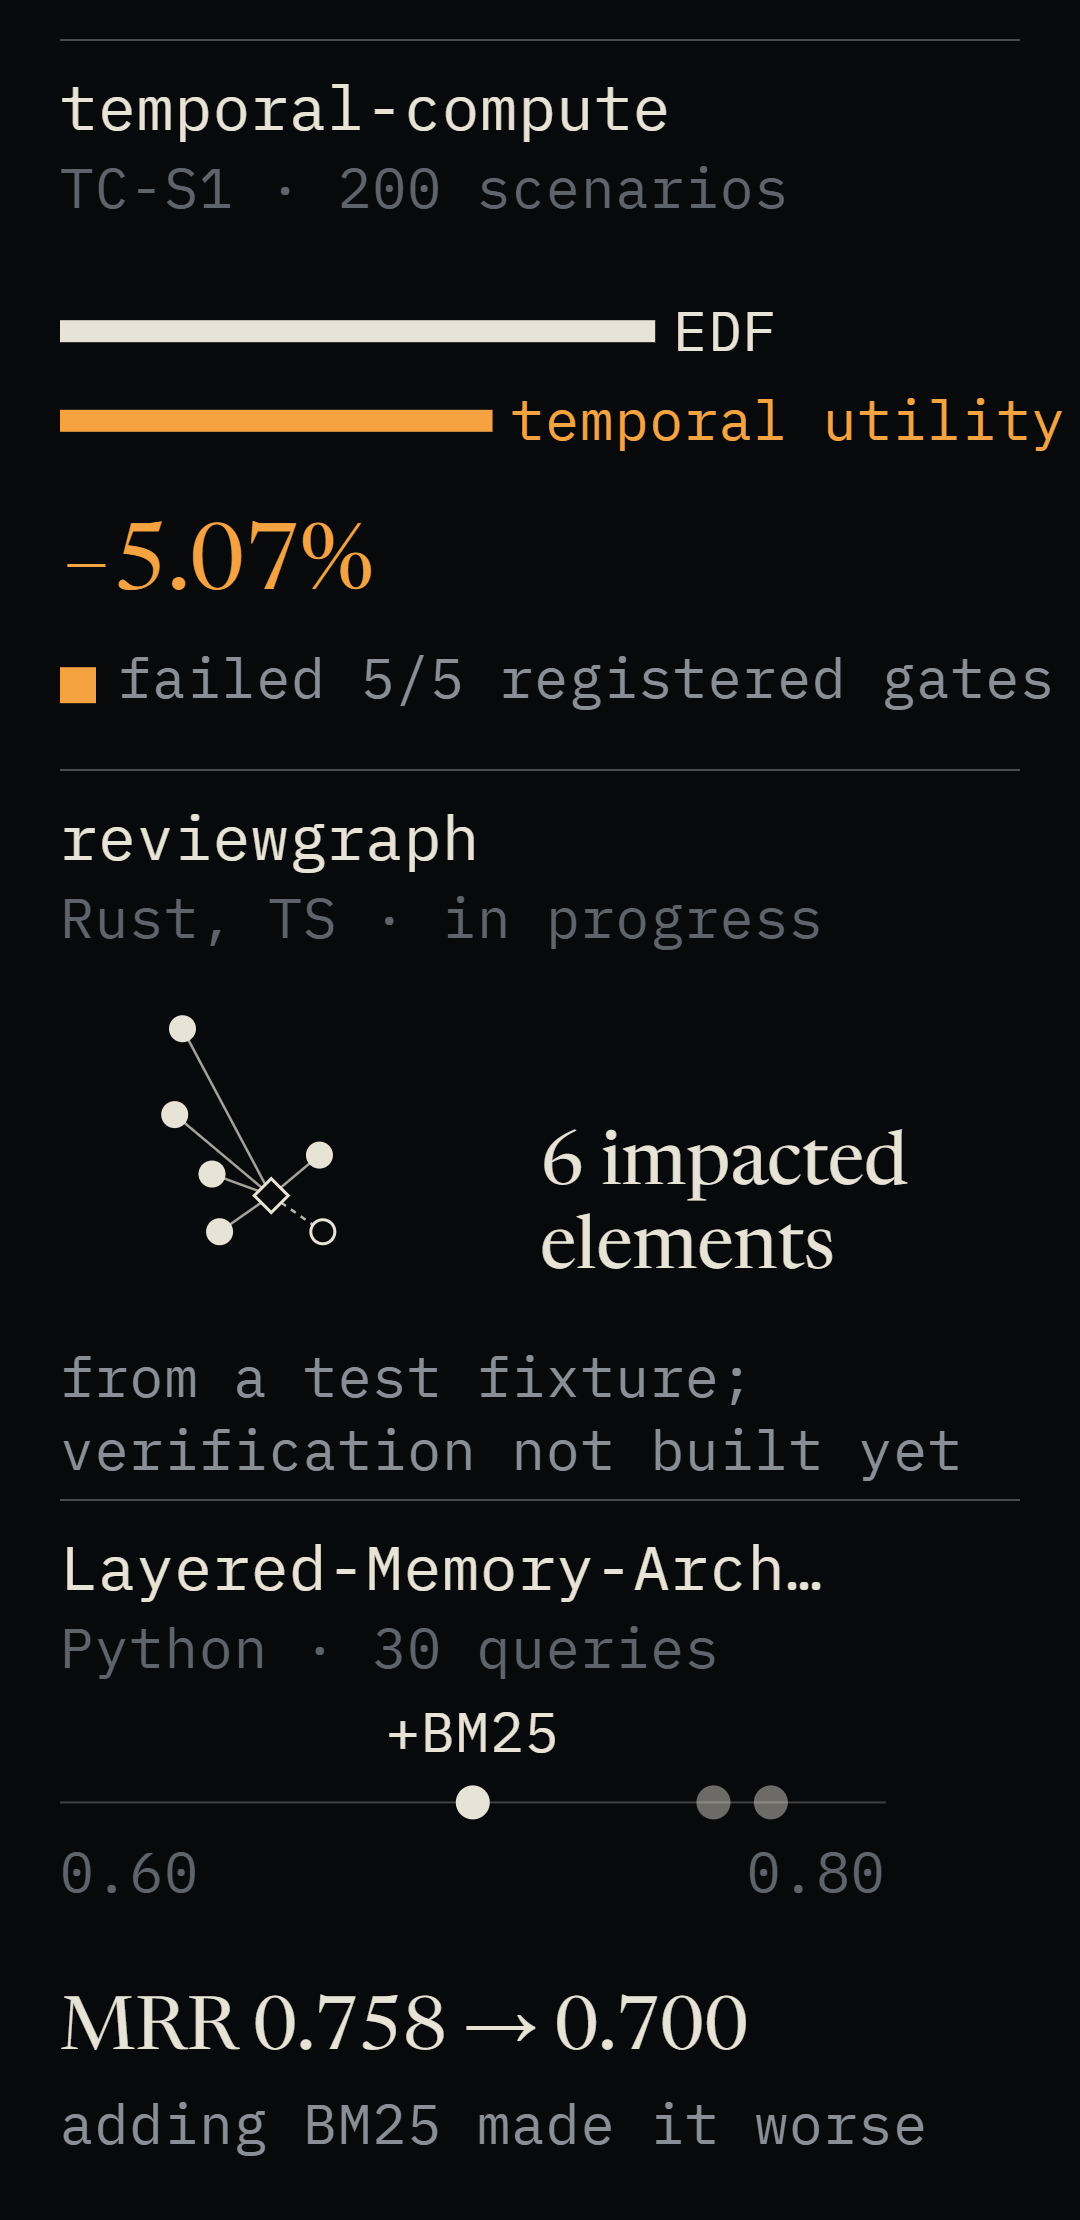 temporal-compute
TC-S1 · 200 scenarios
EDF
temporal utility
−5.07%
failed 5/5 registered gates
reviewgraph
Rust, TS · in progress
6 impacted
elements
from a test fixture;
verification not built yet
Layered-Memory-Arch…
Python · 30 queries
+BM25
0.60 0.80
MRR 0.758 → 0.700
adding BM25 made it worse